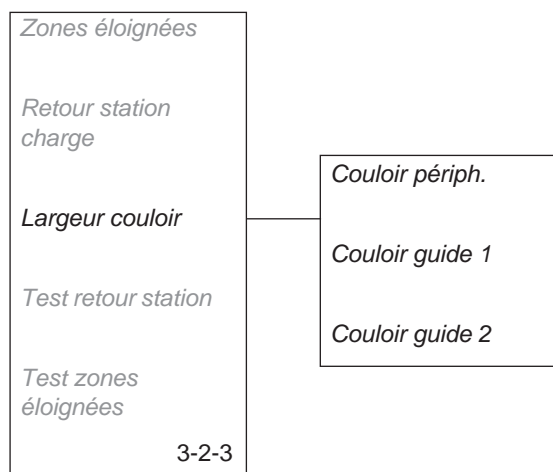 Zones éloignées
Retour station
charge
Largeur couloir
Test retour station
Test zones
éloignées
3-2-3
Couloir périph.
Couloir guide 1
Couloir guide 2